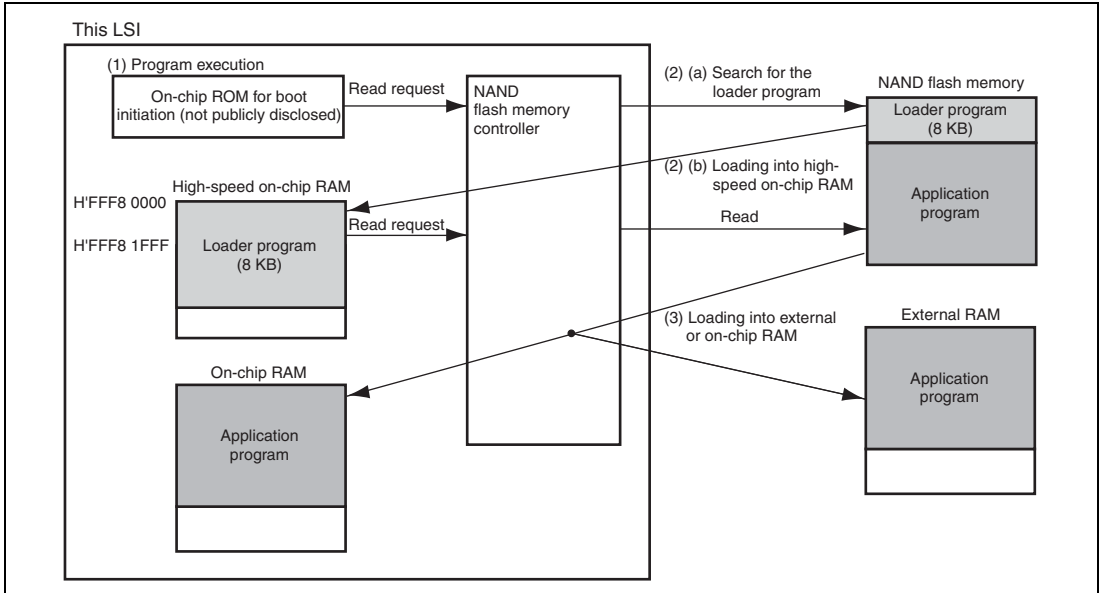 This LSI
(1) Program execution
On-chip ROM for boot
initiation (not publicly disclosed)
Read request
NAND
flash memory
controller
(2) (a) Search for the
loader program
NAND flash memory
Loader program
(8 KB)
Application
program
(2) (b) Loading into high-
speed on-chip RAM
High-speed on-chip RAM
H'FFF8 0000
H'FFF8 1FFF
Loader program
(8 KB)
Read request
Read
(3) Loading into external
or on-chip RAM
External RAM
Application
program
On-chip RAM
Application
program